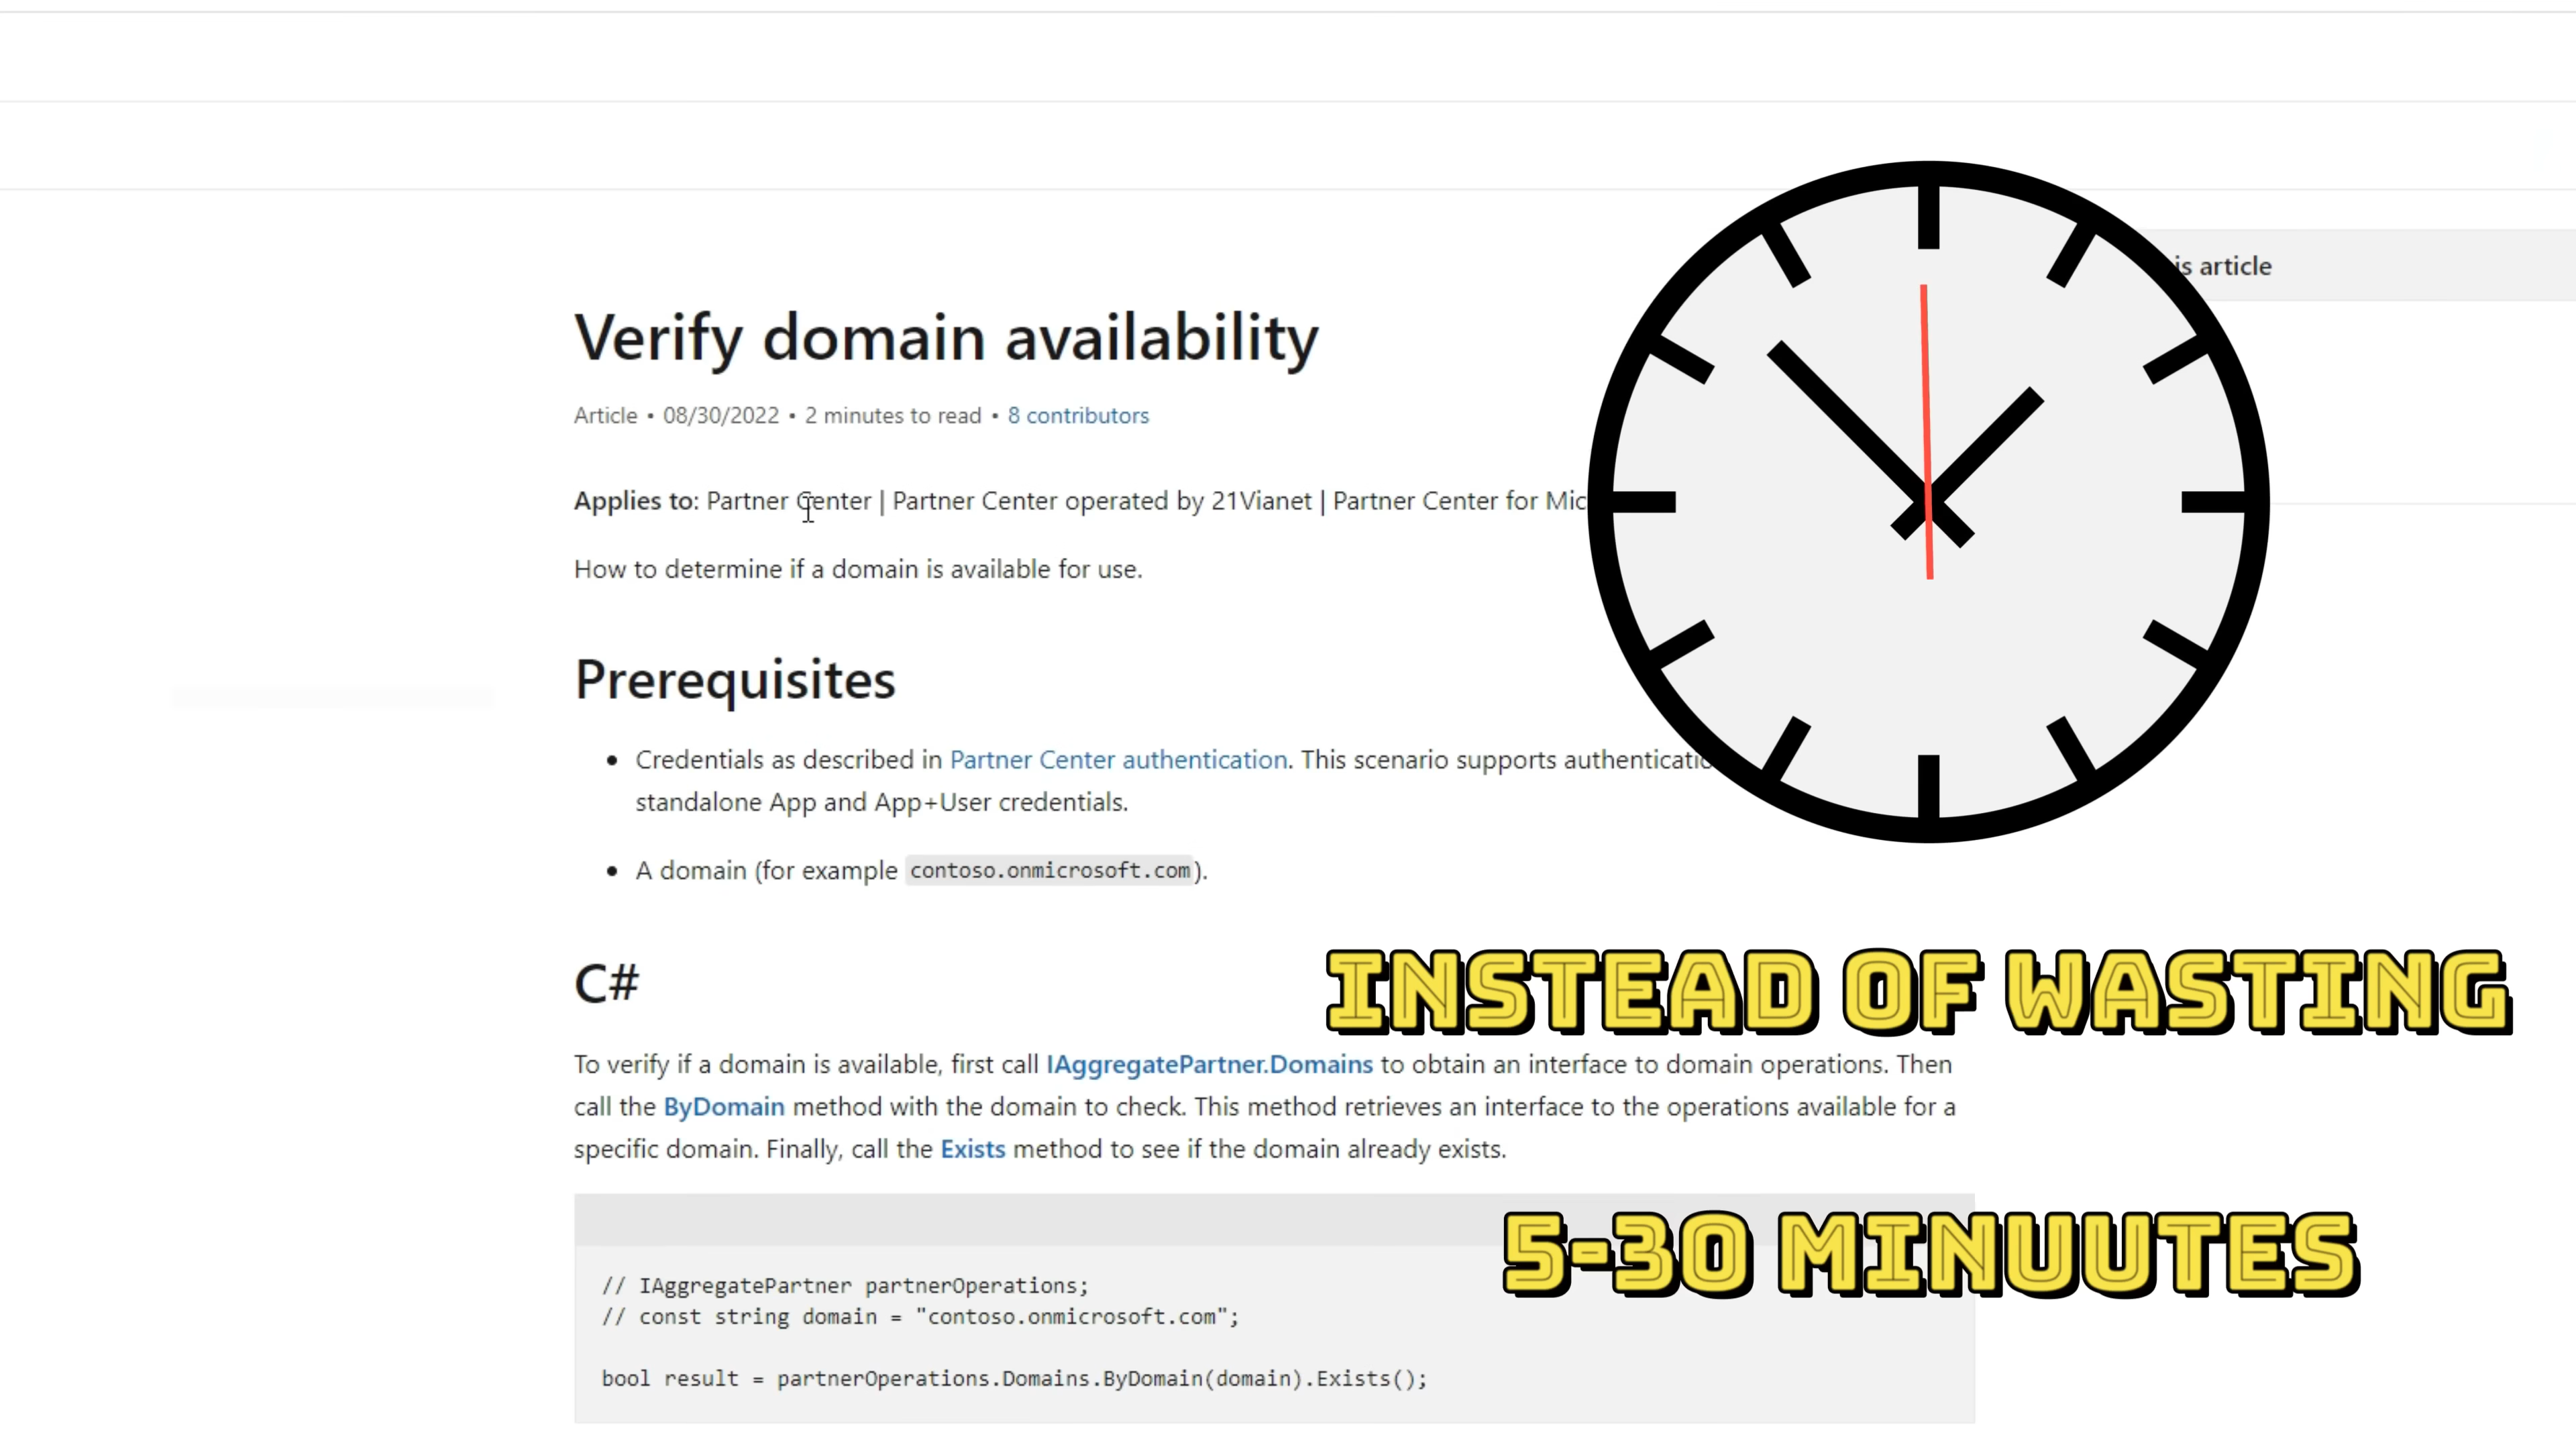 is article
Verify domain availability
Article • 08/30/2022 • 2 minutes to read • 8 contributors
Applies to: Partner Center | Partner Center operated by 21Vianet | Partner Center for Mic
How to determine if a domain is available for use.
Prerequisites
• Credentials as described in Partner Center authentication. This scenario supports authenticatio
standalone App and App+User credentials.
• A domain (for example contoso.onmicrosoft.com).
C#
INSTEAD OF WASTING
To verify if a domain is available, first call IAggregatePartner.Domains to obtain an interface to domain operations. Then
call the ByDomain method with the domain to check. This method retrieves an interface to the operations available for a
specific domain. Finally, call the Exists method to see if the domain already exists.
5-30 MINUUTES
// IAggregatePartner partnerOperations;
// const string domain = "contoso.onmicrosoft.com";
bool result = partnerOperations.Domains.ByDomain(domain).Exists();